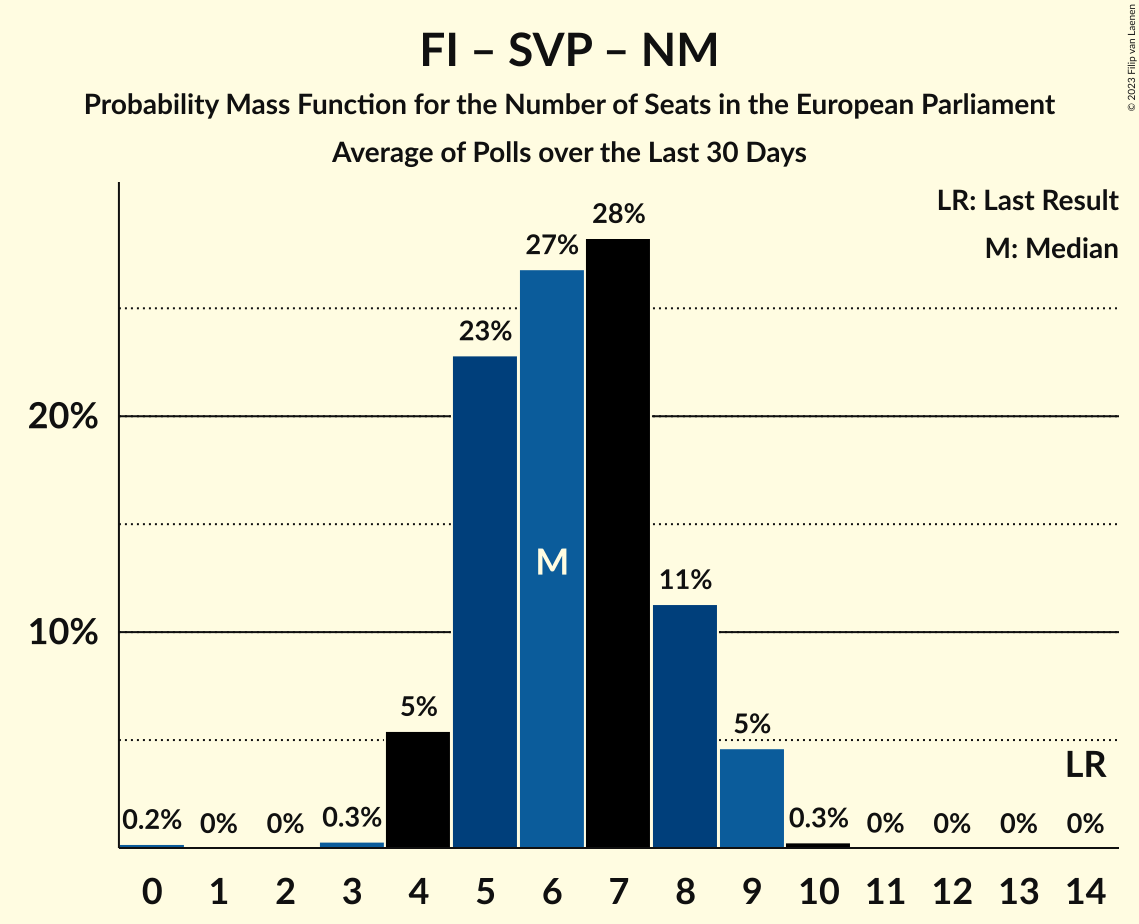 FI – SVP – NM
Probability Mass Function for the Number of Seats in the European Parliament
Average of Polls over the Last 30 Days
© 2023 Filip van Laenen
LR: Last Result
M: Median
20%
10%
0.2%
0%
0%
0.3%
5%
23%
27%
28%
11%
5%
0.3%
0%
0%
0%
0%
M
LR
0 1 2 3 4 5 6 7 8 9 10 11 12 13 14